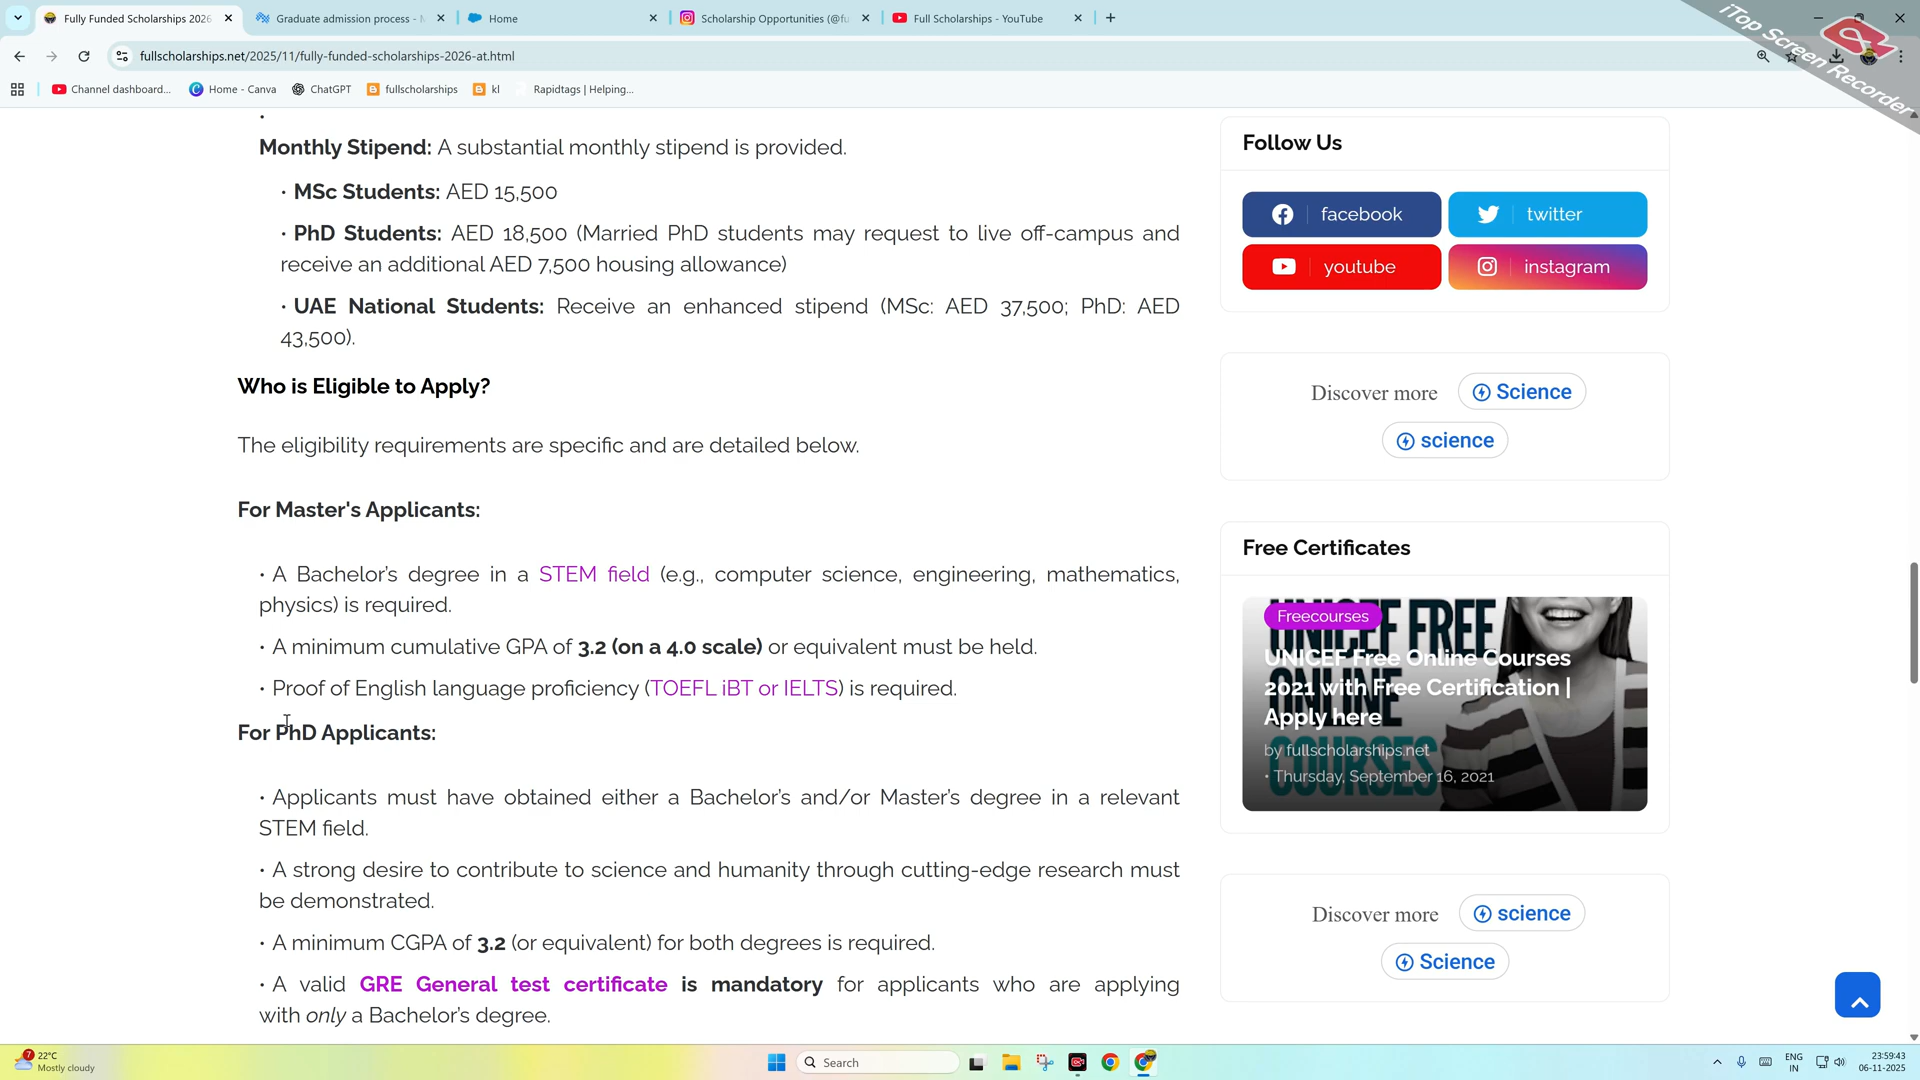 Fully Funded Scholarships 2026
Graduate admission process - M
Home
Scholarship Opportunities (@fu
Full Scholarships - YouTube
iTop Screen Recorder
fullscholarships.net/2025/11/fully-funded-scholarships-2026-at.html
Channel dashboard...
Home - Canva
ChatGPT
fullscholarships
kl
Rapidtags | Helping...
Monthly Stipend: A substantial monthly stipend is provided.
• MSc Students: AED 15,500
• PhD Students: AED 18,500 (Married PhD students may request to live off-campus and
receive an additional AED 7,500 housing allowance)
• UAE National Students: Receive an enhanced stipend (MSc: AED 37,500; PhD: AED
43,500).
Who is Eligible to Apply?
The eligibility requirements are specific and are detailed below.
For Master's Applicants:
• A Bachelor's degree in a STEM field (e.g., computer science, engineering, mathematics,
physics) is required.
• A minimum cumulative GPA of 3.2 (on a 4.0 scale) or equivalent must be held.
• Proof of English language proficiency (TOEFL iBT or IELTS) is required.
For PhD Applicants:
• Applicants must have obtained either a Bachelor's and/or Master's degree in a relevant
STEM field.
• A strong desire to contribute to science and humanity through cutting-edge research must
be demonstrated.
• A minimum CGPA of 3.2 (or equivalent) for both degrees is required.
• A valid GRE General test certificate is mandatory for applicants who are applying
with only a Bachelor's degree.
Follow Us
facebook
twitter
youtube
instagram
Discover more
Science
science
Free Certificates
UNICEF FREE
ONLINE
COURSES
Freecourses
UNICEF Free Online Courses
2021 with Free Certification |
Apply here
by fullscholarships.net
• Thursday, September 16, 2021
Discover more
science
Science
7
22°C
Mostly cloudy
Search
ENG
IN
23:59:43
06-11-2025